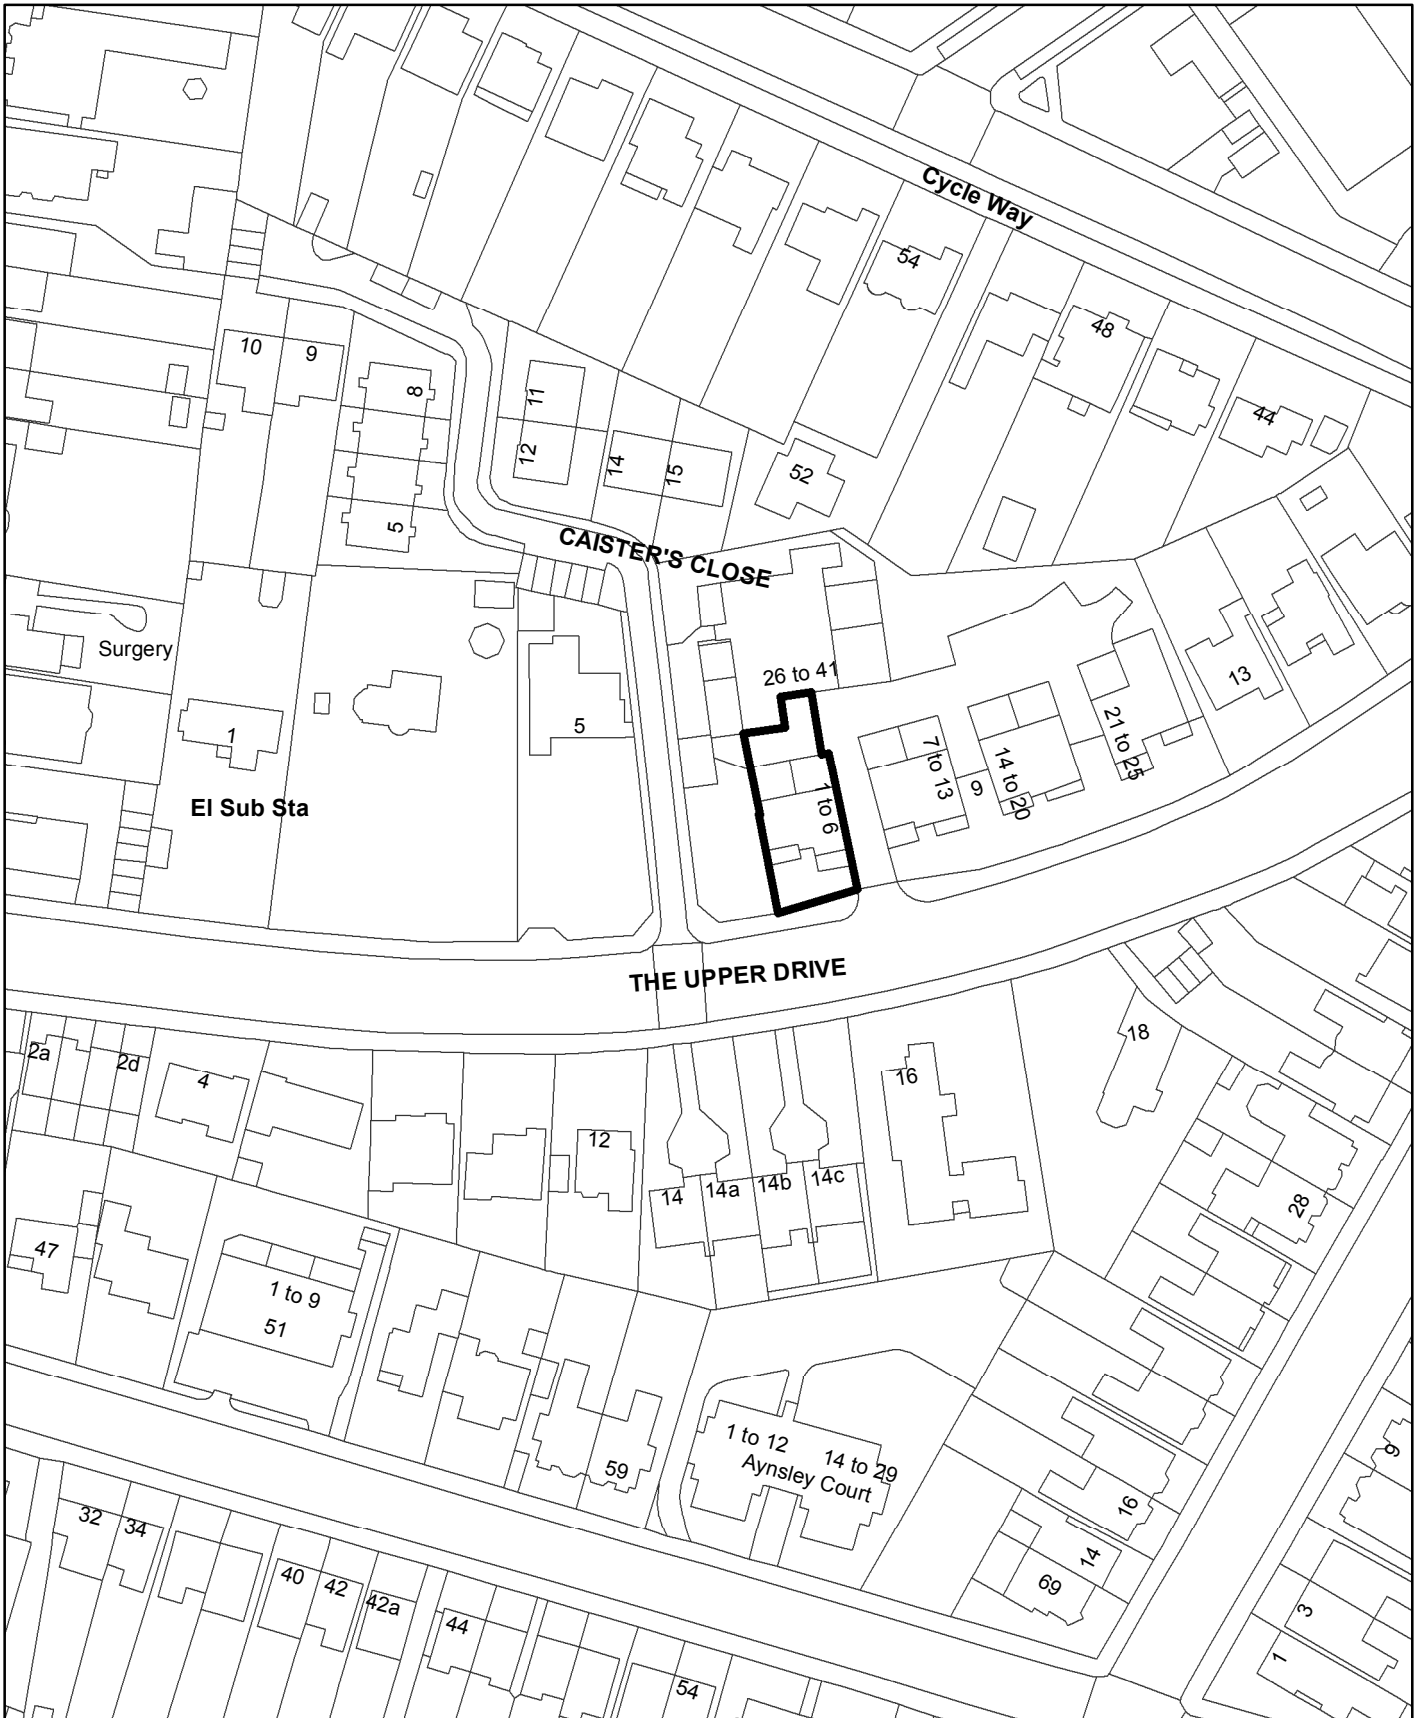 Cycle Way
54
48
44
10
9
8
11
12
14
15
52
5
CAISTER'S CLOSE
Surgery
26 to 41
13
1
5
21 to 25
7 to 13
14 to 20
9
1 to 6
El Sub Sta
THE UPPER DRIVE
18
2a
2d
4
16
12
14
14a
14b
14c
28
47
1 to 9
51
59
1 to 12
14 to 29
Aynsley Court
9
16
14
69
32
34
40
42
42a
44
54
3
1